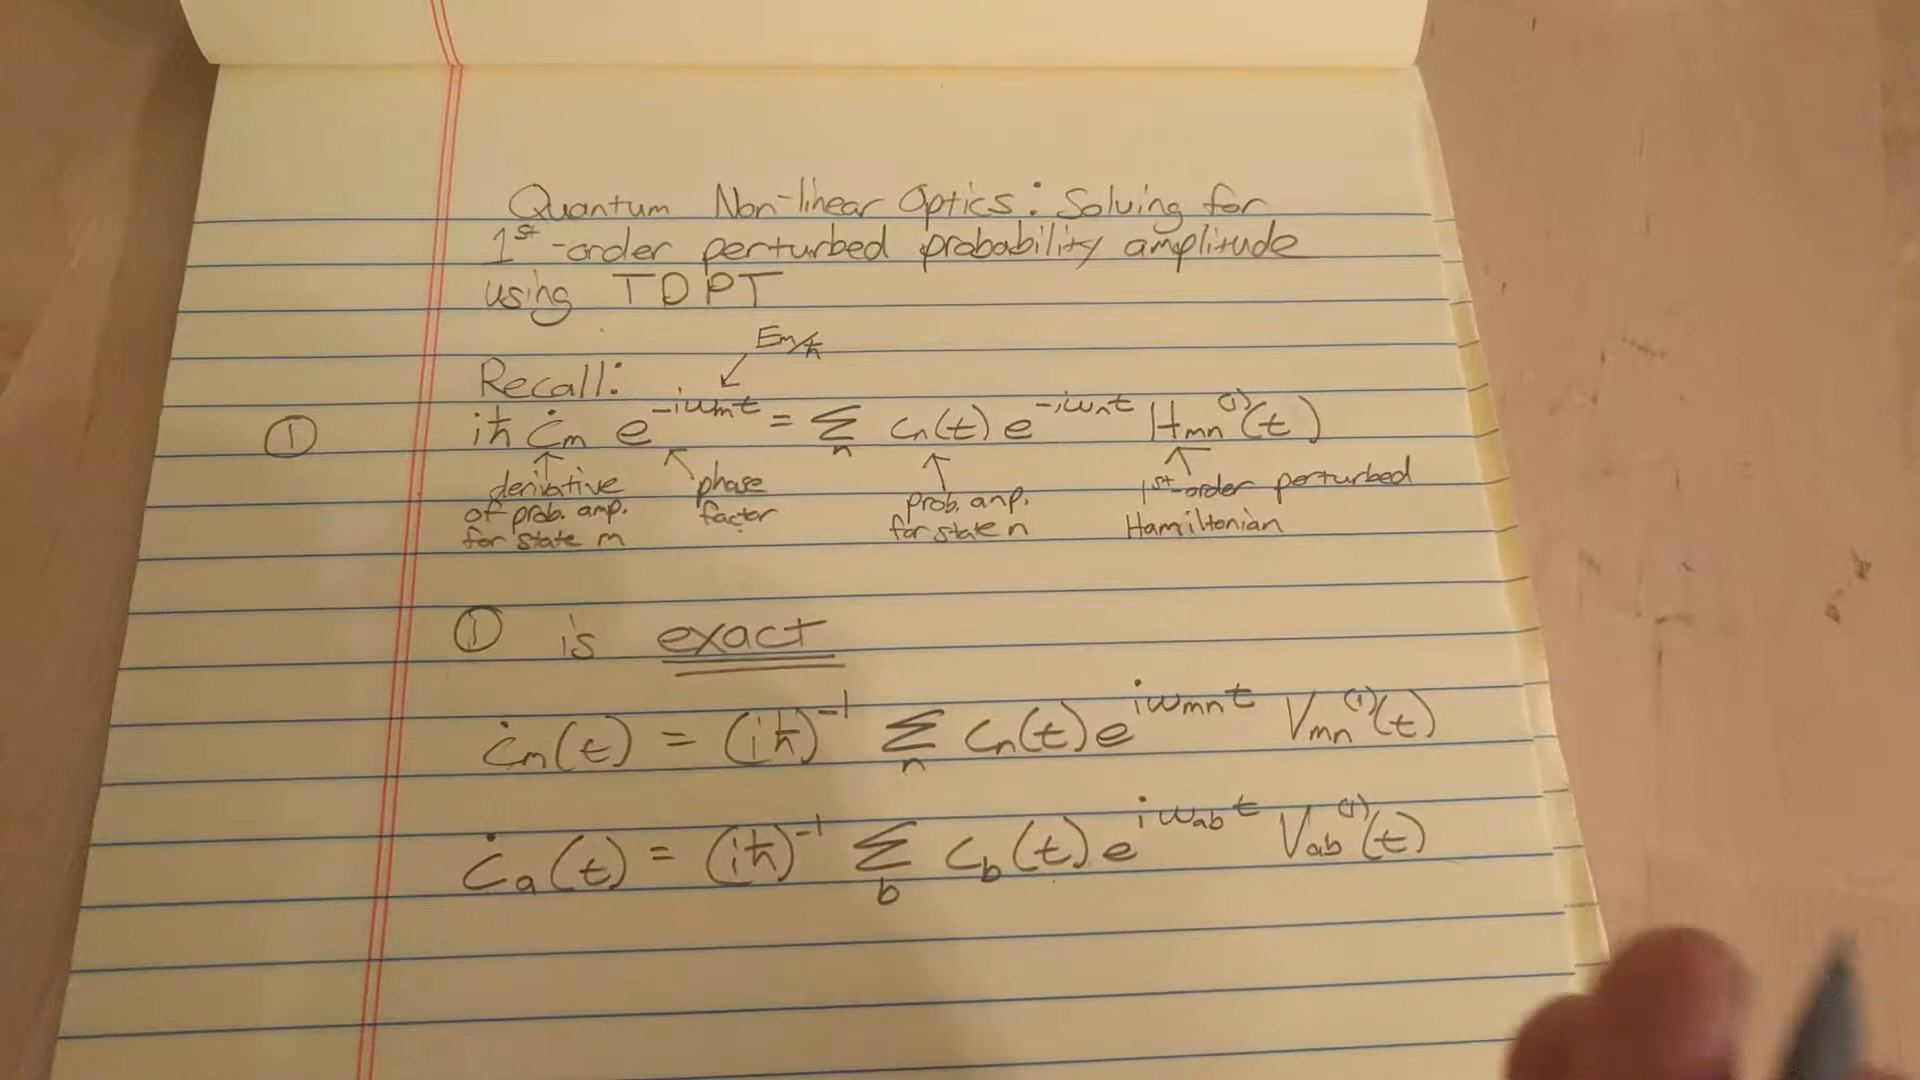 Quantum Non-linear Optics: Solving for
1st-order perturbed probability amplitude
using TDPT
Em/ħ
Recall:
① iħ ċm e^-iωmt = Σn cn(t) e^-iωnt Hmn^(1)(t)
derivative of prob. amp. for state m
phase factor
prob. amp. for state n
1st-order perturbed Hamiltonian
① is exact
ċm(t) = (iħ)^-1 Σn cn(t) e^iωmnt Vmn^(1)(t)
ċa(t) = (iħ)^-1 Σb cb(t) e^iωabt Vab^(1)(t)